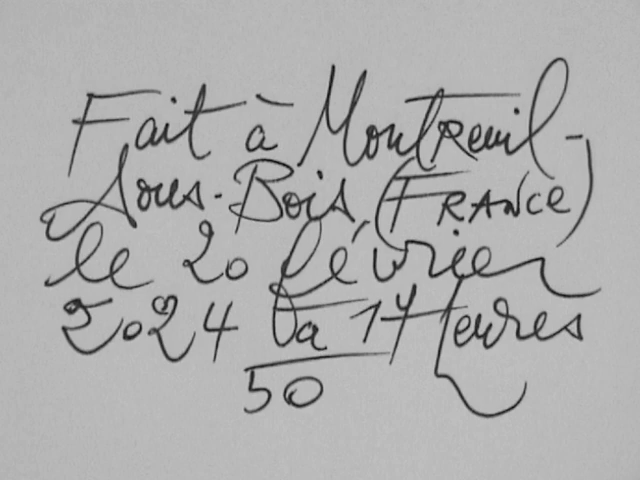 Fait à Montreuil-
Sous-Bois, (FRANCE)
le 20 février
2024 à 17 Heures
50